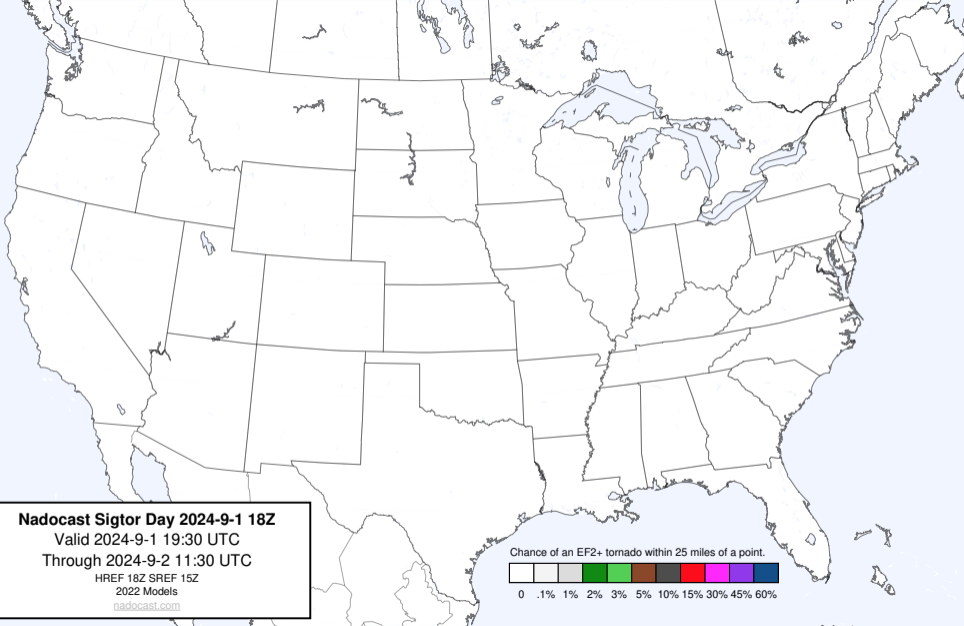 Nadocast Sigtor Day 2024-9-1 18Z
Valid 2024-9-1 19:30 UTC
Through 2024-9-2 11:30 UTC
HREF 18Z SREF 15Z
2022 Models
nadocast.com
Chance of an EF2+ tornado within 25 miles of a point.
0 .1% 1% 2% 3% 5% 10% 15% 30% 45% 60%